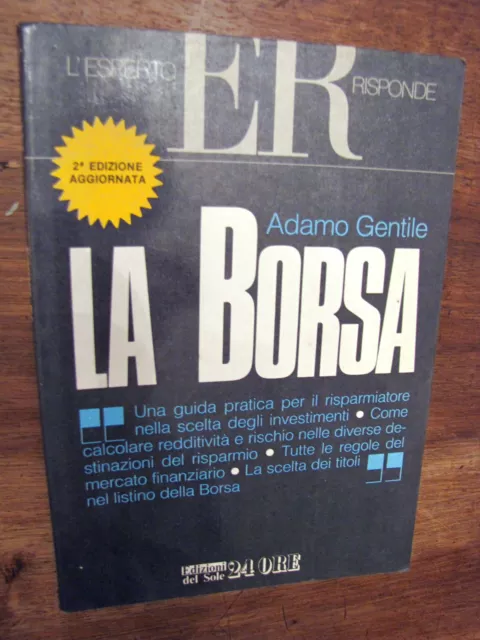 L'ESPERTO
ER
RISPONDE
2ª EDIZIONE
AGGIORNATA
Adamo Gentile
LA BORSA
Una guida pratica per il risparmiatore
nella scelta degli investimenti • Come
calcolare redditività e rischio nelle diverse de-
stinazioni del risparmio • Tutte le regole del
mercato finanziario • La scelta dei titoli
nel listino della Borsa
Edizioni
del Sole 24 ORE